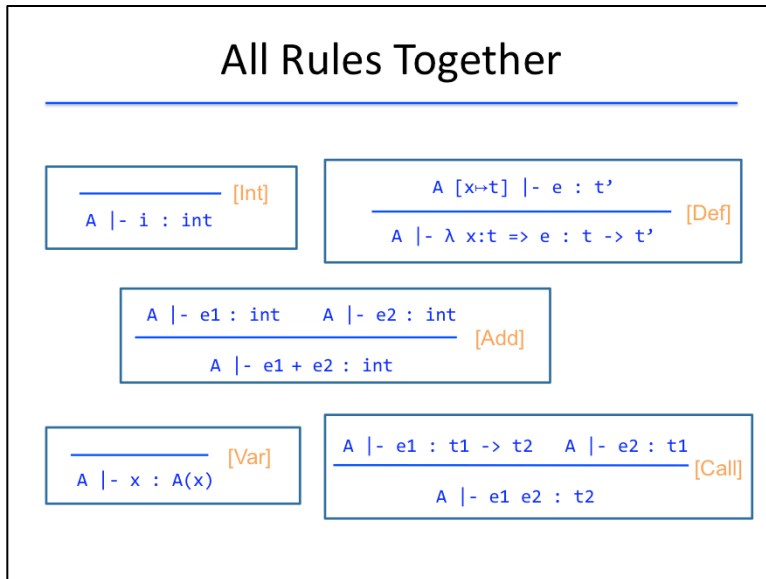 All Rules Together
[Int]
A |- i : int
A [x↦t] |- e : t’
[Def]
A |- λ x:t => e : t -> t’
A |- e1 : int    A |- e2 : int
[Add]
A |- e1 + e2 : int
[Var]
A |- x : A(x)
A |- e1 : t1 -> t2    A |- e2 : t1
[Call]
A |- e1 e2 : t2